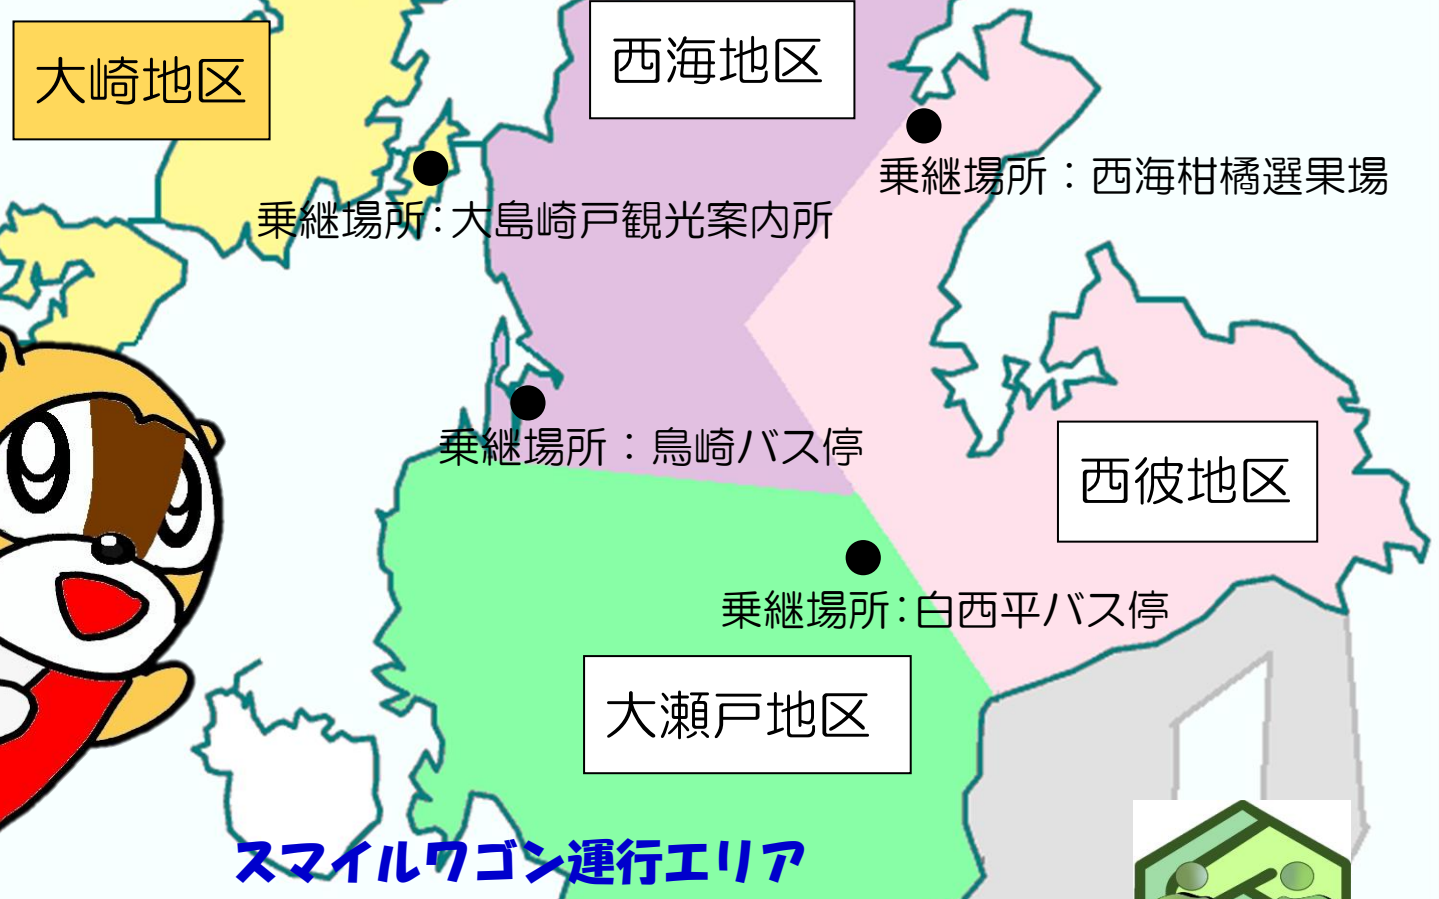 西海地区
大崎地区
乗継場所：西海柑橘選果場
乗継場所：大島崎戸観光案内所
乗継場所：鳥崎バス停
西彼地区
乗継場所：白西平バス停
大瀬戸地区
スマイルワゴン運行エリア